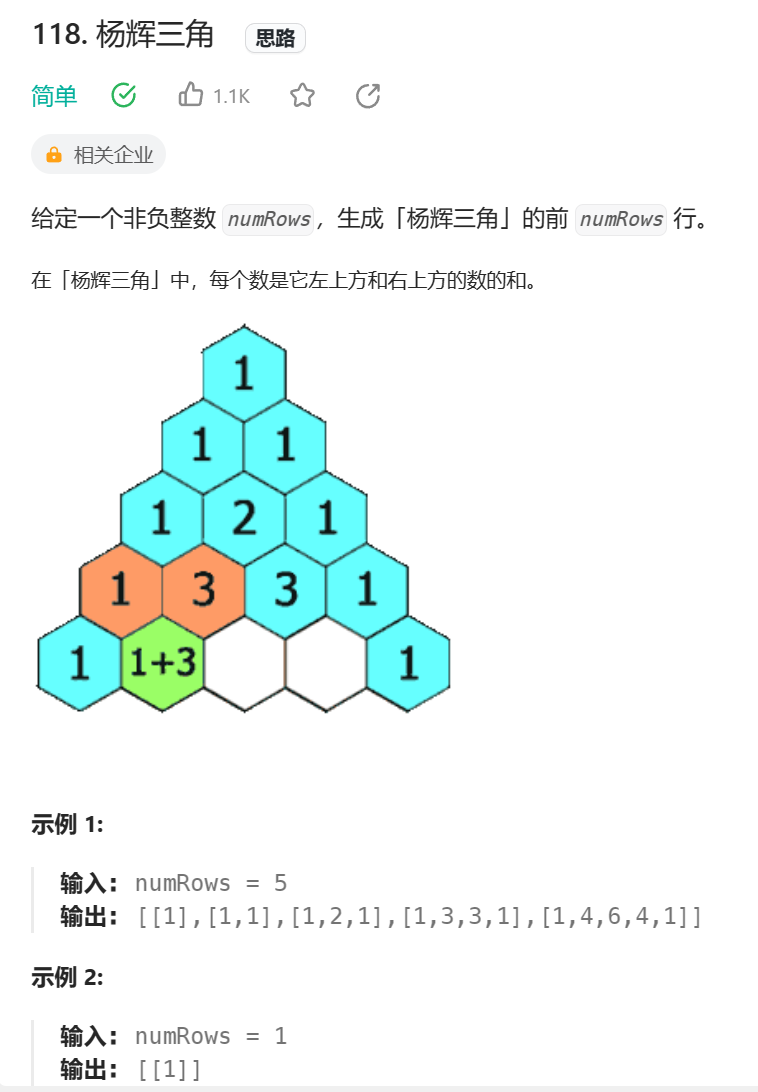 118. 杨辉三角 思路
简单 1.1K
相关企业
给定一个非负整数 numRows，生成「杨辉三角」的前 numRows 行。
在「杨辉三角」中，每个数是它左上方和右上方的数的和。
1
1 1
1 2 1
1 3 3 1
1 1+3 1
示例 1:
输入: numRows = 5
输出: [[1],[1,1],[1,2,1],[1,3,3,1],[1,4,6,4,1]]
示例 2:
输入: numRows = 1
输出: [[1]]